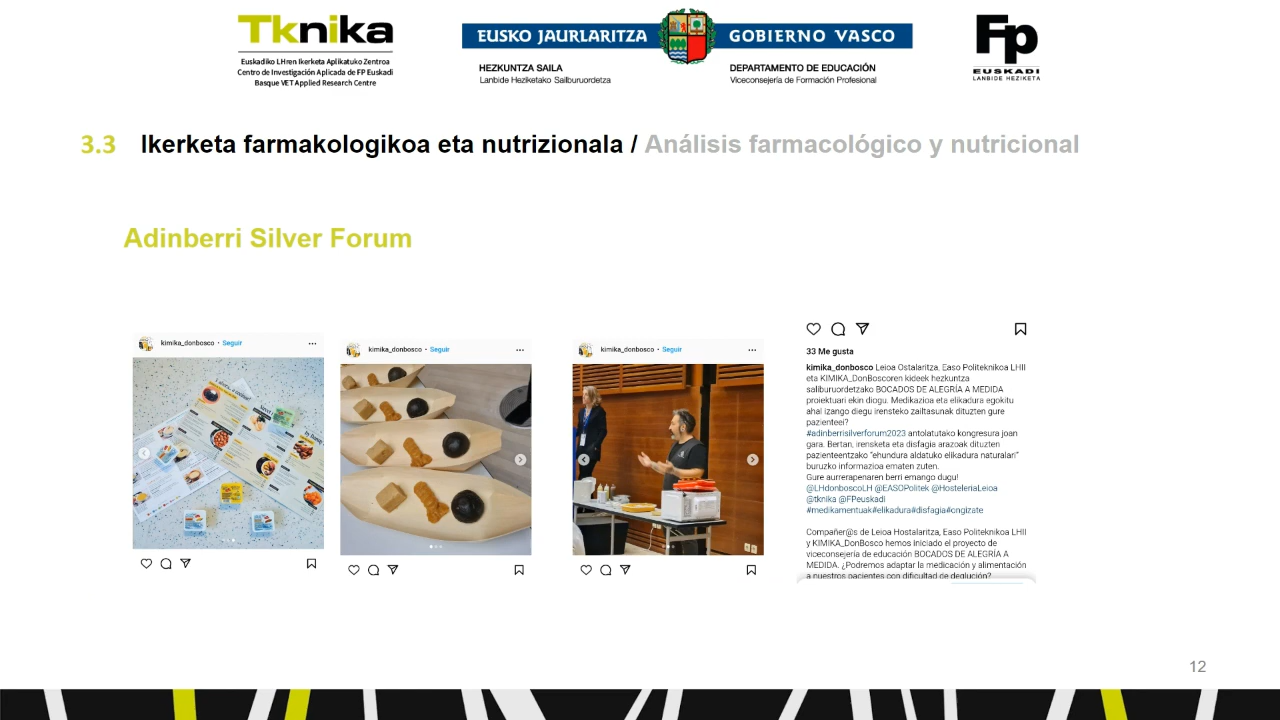 Tknika
Euskadiko LHren Ikerketa Aplikatuko Zentroa
Centro de Investigación Aplicada de FP Euskadi
Basque VET Applied Research Centre
EUSKO JAURLARITZA
GOBIERNO VASCO
HEZKUNTZA SAILA
Lanbide Heziketako Sailburuordetza
DEPARTAMENTO DE EDUCACIÓN
Viceconsejería de Formación Profesional
Fp
EUSKADI
LANBIDE HEZIKETA
3.3 Ikerketa farmakologikoa eta nutrizionala / Análisis farmacológico y nutricional
Adinberri Silver Forum
kimika_donbosco • Seguir
kimika_donbosco • Seguir
kimika_donbosco • Seguir
33 Me gusta
kimika_donbosco Leioa Ostalaritza, Easo Politeknikoa LHII
eta KIMIKA_DonBoscoren kideek hezkuntza
saliburuordetzako BOCADOS DE ALEGRÍA A MEDIDA
proiektuari ekin diogu. Medikazioa eta elikadura egokitu
ahal izango diegu irensteko zailtasunak dituzten gure
pazienteei?
#adinberrisilverforum2023 antolatutako kongresura joan
gara. Bertan, irensketa eta disfagia arazoak dituzten
pazienteentzako "ehundura aldatuko elikadura naturalari"
buruzko informazioa ematen zuten.
Gure aurrerapenaren berri emango dugu!
@LHdonboscoLH @EASOPolitek @HosteleriaLeioa
@tknika @FPeuskadi
#medikamentuak#elikadura#disfagia#ongizate
Compañer@s de Leioa Hostalaritza, Easo Politeknikoa LHII
y KIMIKA_DonBosco hemos iniciado el proyecto de
viceconsejería de educación BOCADOS DE ALEGRÍA A
MEDIDA. ¿Podremos adaptar la medicación y alimentación
a nuestros pacientes con dificultad de deglución?
12